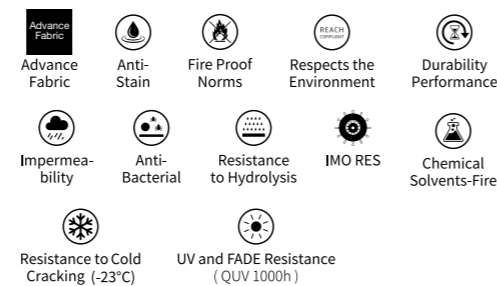 Advance
Fabric
REACH
COMPLIANT
Advance
Fabric
Anti-
Stain
Fire Proof
Norms
Respects the
Environment
Durability
Performance
Impermea-
bility
Anti-
Bacterial
Resistance
to Hydrolysis
IMO RES
Chemical
Solvents-Fire
Resistance to Cold
Cracking (-23°C)
UV and FADE Resistance
( QUV 1000h )